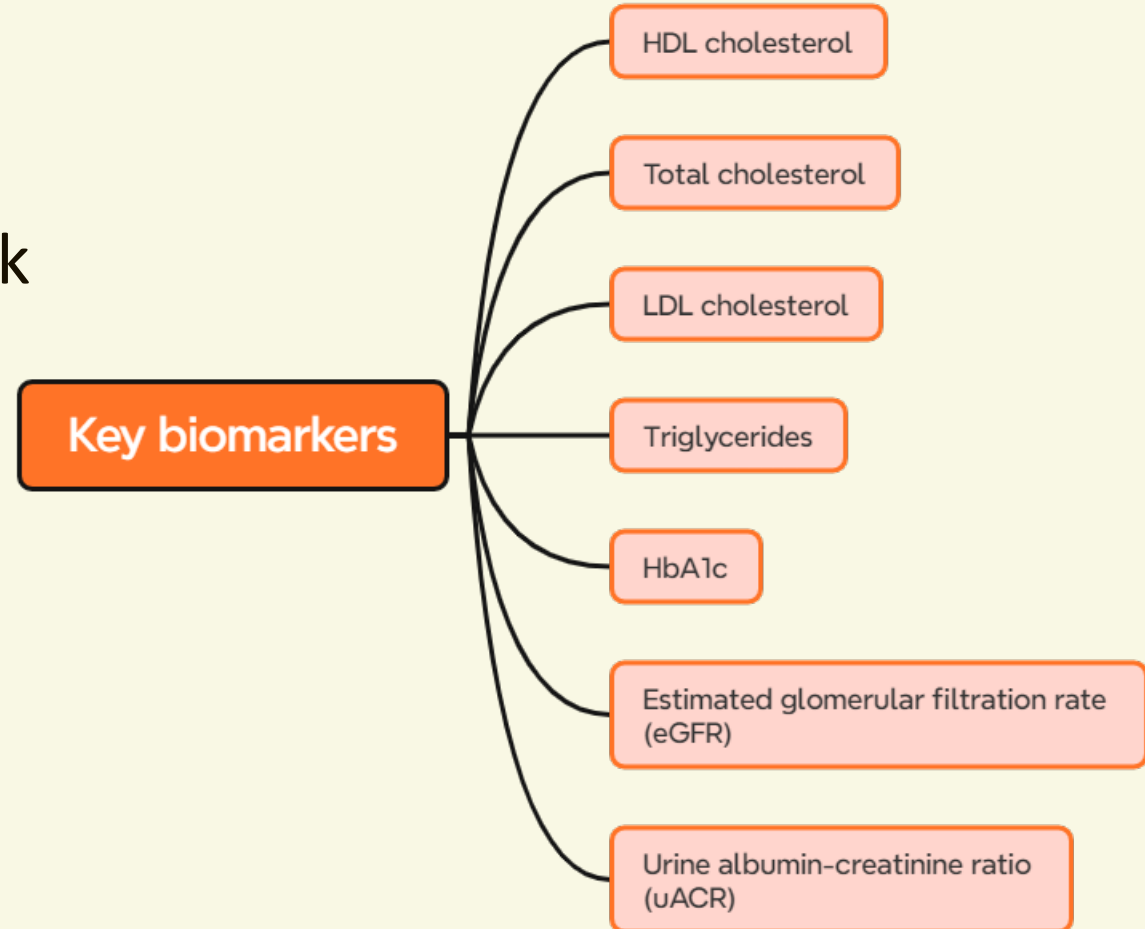 k
Key biomarkers
HDL cholesterol
Total cholesterol
LDL cholesterol
Triglycerides
HbA1c
Estimated glomerular filtration rate
(eGFR)
Urine albumin-creatinine ratio
(uACR)